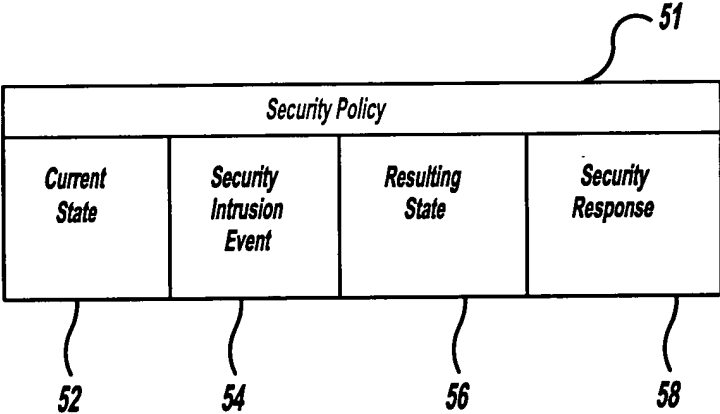 51
Security Policy
Current
State
Security
Intrusion
Event
Resulting
State
Security
Response
52
54
56
58